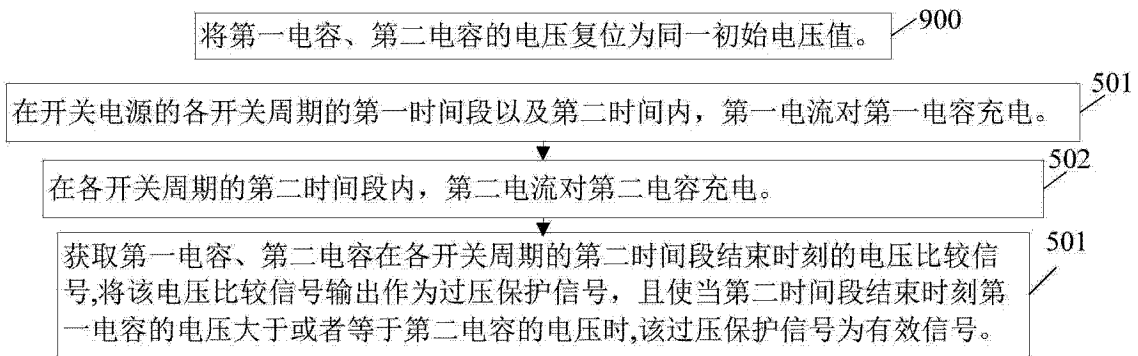 将第一电容、第二电容的电压复位为同一初始电压值。
900
在开关电源的各开关周期的第一时间段以及第二时间内，第一电流对第一电容充电。
501
在各开关周期的第二时间段内，第二电流对第二电容充电。
502
获取第一电容、第二电容在各开关周期的第二时间段结束时刻的电压比较信
号,将该电压比较信号输出作为过压保护信号，且使当第二时间段结束时刻第
一电容的电压大于或者等于第二电容的电压时,该过压保护信号为有效信号。
501